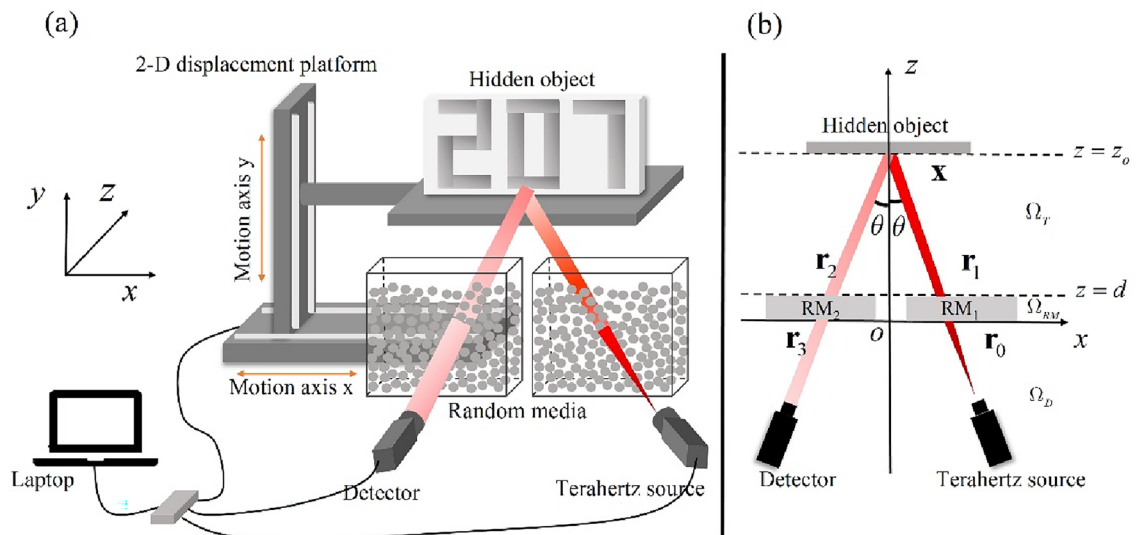 (a)
2-D displacement platform
Hidden object
207
Motion axis y
y
z
x
Motion axis x
Random media
Laptop
Detector
Terahertz source
(b)
z
Hidden object
z = z_o
x
Ω_T
θ θ
r_2
r_1
z = d
RM_2
RM_1
Ω_RM
o
x
r_3
r_0
Ω_D
Detector
Terahertz source